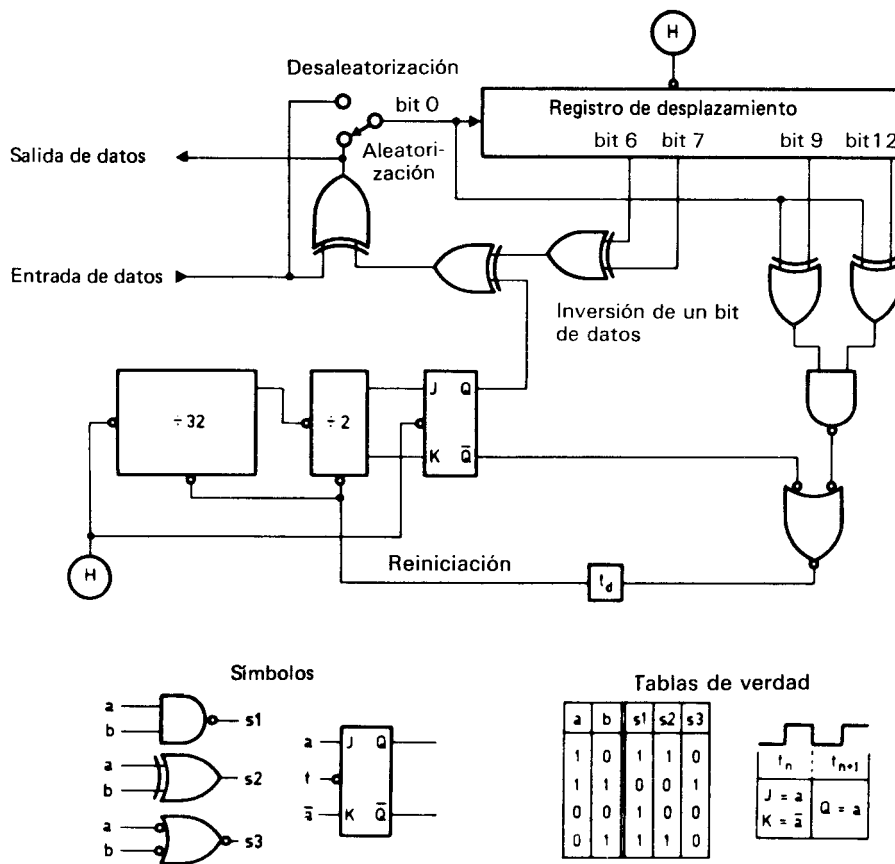 H
Desaleatorización
bit 0
Registro de desplazamiento
bit 6 bit 7 bit 9 bit 12
Salida de datos
Aleatori-
zación
Entrada de datos
Inversión de un bit
de datos
÷ 32
÷ 2
J Q
K Q̅
H
Reiniciación
t_d
Símbolos
a
b
s1
a
b
s2
a
b
s3
a J Q
t
a̅ K Q̅
Tablas de verdad
a b s1 s2 s3
1 0 1 1 0
1 1 0 0 1
0 0 1 0 0
0 1 1 1 0
t_n t_n+1
J = a
K = a̅
Q = a